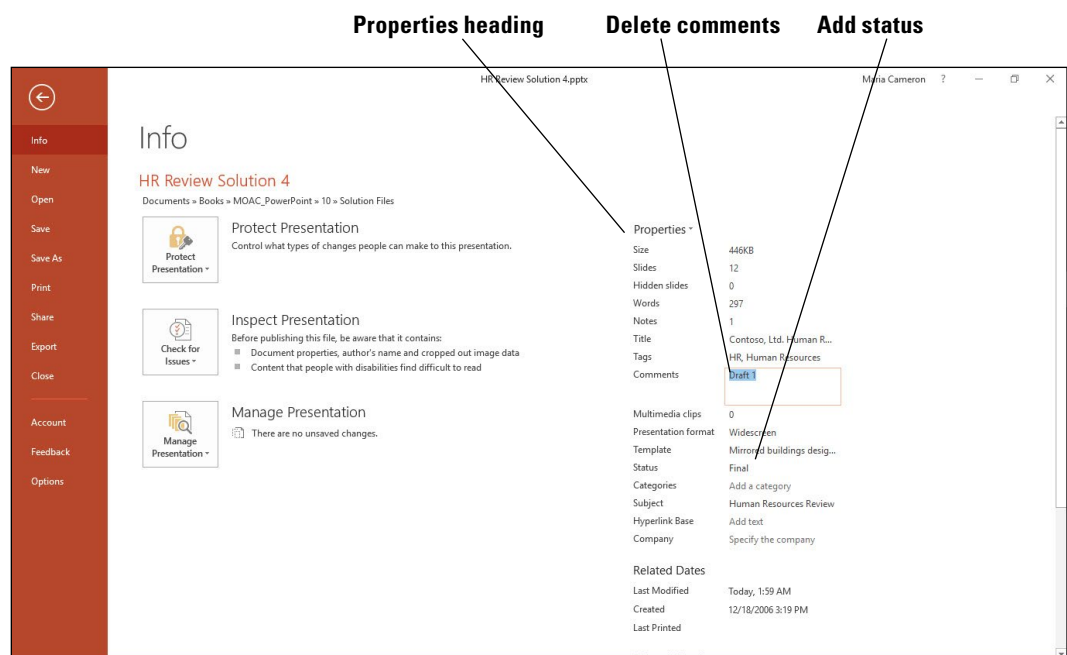 Properties heading Delete comments Add status
HR Review Solution 4.pptx Maria Cameron ?
Info
New
Open
Save
Save As
Print
Share
Export
Close
Account
Feedback
Options
Info
HR Review Solution 4
Documents » Books » MOAC_PowerPoint » 10 » Solution Files
Protect
Presentation
Protect Presentation
Control what types of changes people can make to this presentation.
Check for
Issues
Inspect Presentation
Before publishing this file, be aware that it contains:
Document properties, author's name and cropped out image data
Content that people with disabilities find difficult to read
Manage
Presentation
Manage Presentation
There are no unsaved changes.
Properties
Size 446KB
Slides 12
Hidden slides 0
Words 297
Notes 1
Title Contoso, Ltd. Human R...
Tags HR, Human Resources
Comments Draft 1
Multimedia clips 0
Presentation format Widescreen
Template Mirrored buildings desig...
Status Final
Categories Add a category
Subject Human Resources Review
Hyperlink Base Add text
Company Specify the company
Related Dates
Last Modified Today, 1:59 AM
Created 12/18/2006 3:19 PM
Last Printed